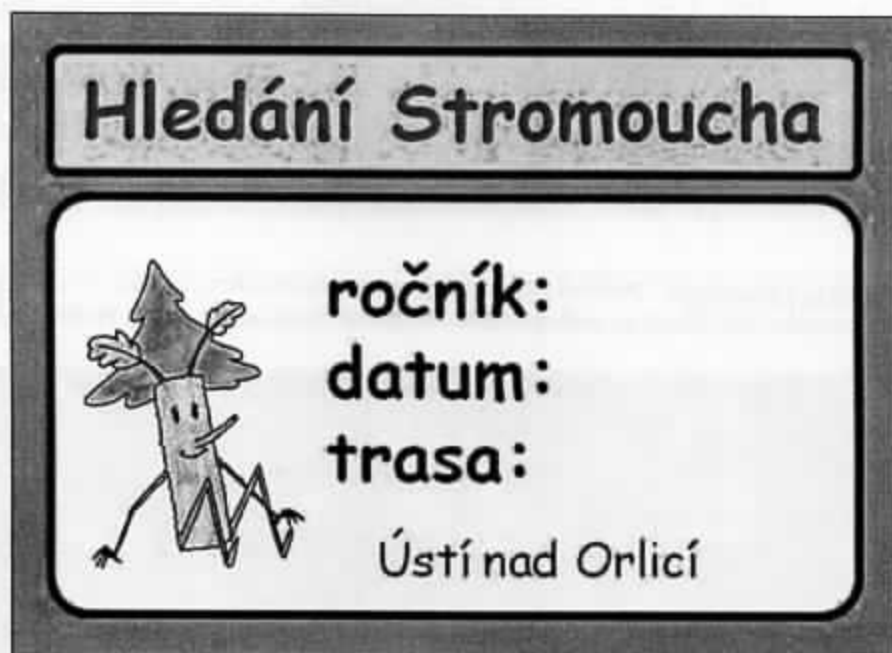 Hledání Stromoucha
ročník:
datum:
trasa:
Ústí nad Orlicí